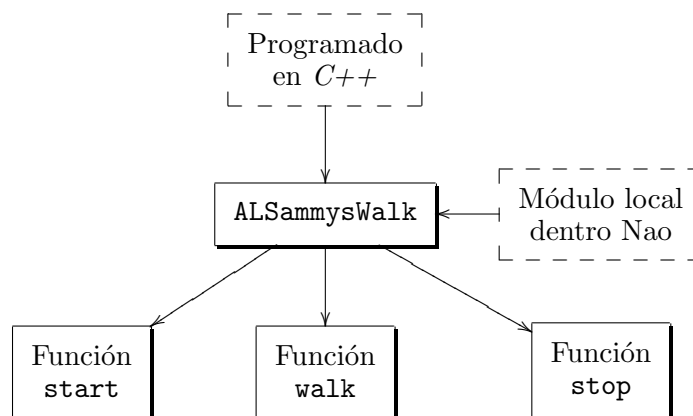 Programado
en C++
ALSammysWalk
Módulo local
dentro Nao
Función
start
Función
walk
Función
stop